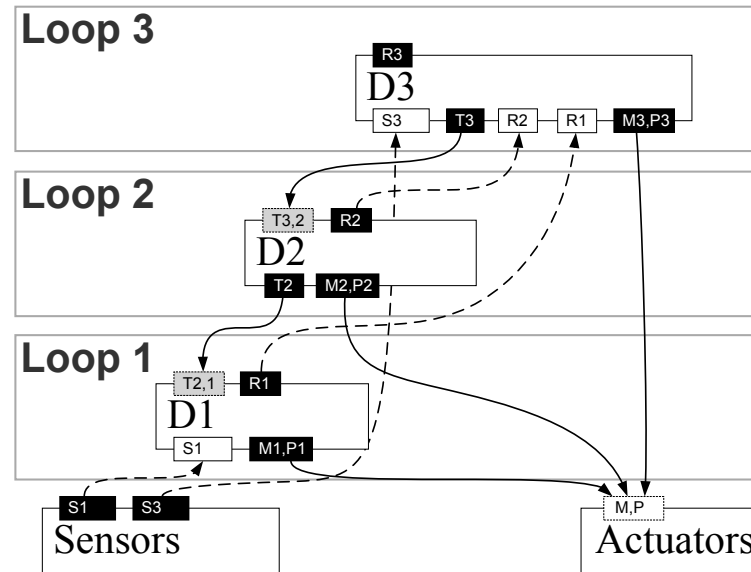 Loop 3
R3
D3
S3 T3 R2 R1 M3,P3
Loop 2
T3,2 R2
D2
T2 M2,P2
Loop 1
T2,1 R1
D1
S1 M1,P1
S1 S3 M,P
Sensors Actuators